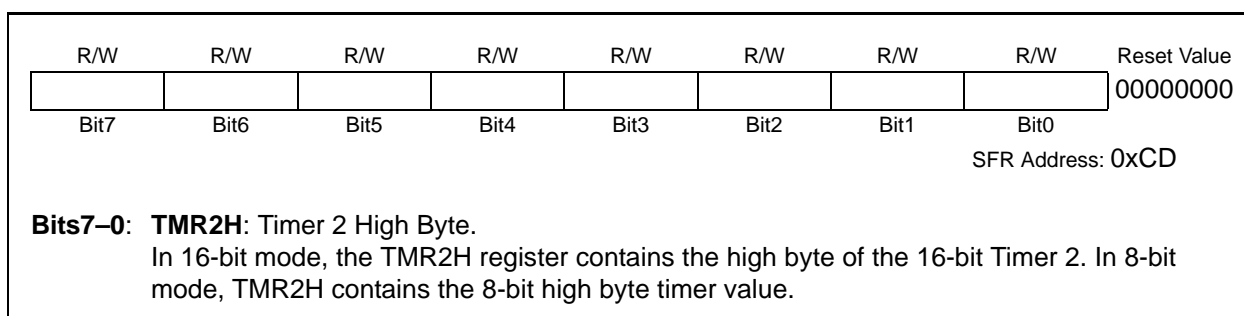 R/W R/W R/W R/W R/W R/W R/W R/W Reset Value
00000000
Bit7 Bit6 Bit5 Bit4 Bit3 Bit2 Bit1 Bit0
SFR Address: 0xCD
Bits7–0: TMR2H: Timer 2 High Byte.
In 16-bit mode, the TMR2H register contains the high byte of the 16-bit Timer 2. In 8-bit
mode, TMR2H contains the 8-bit high byte timer value.